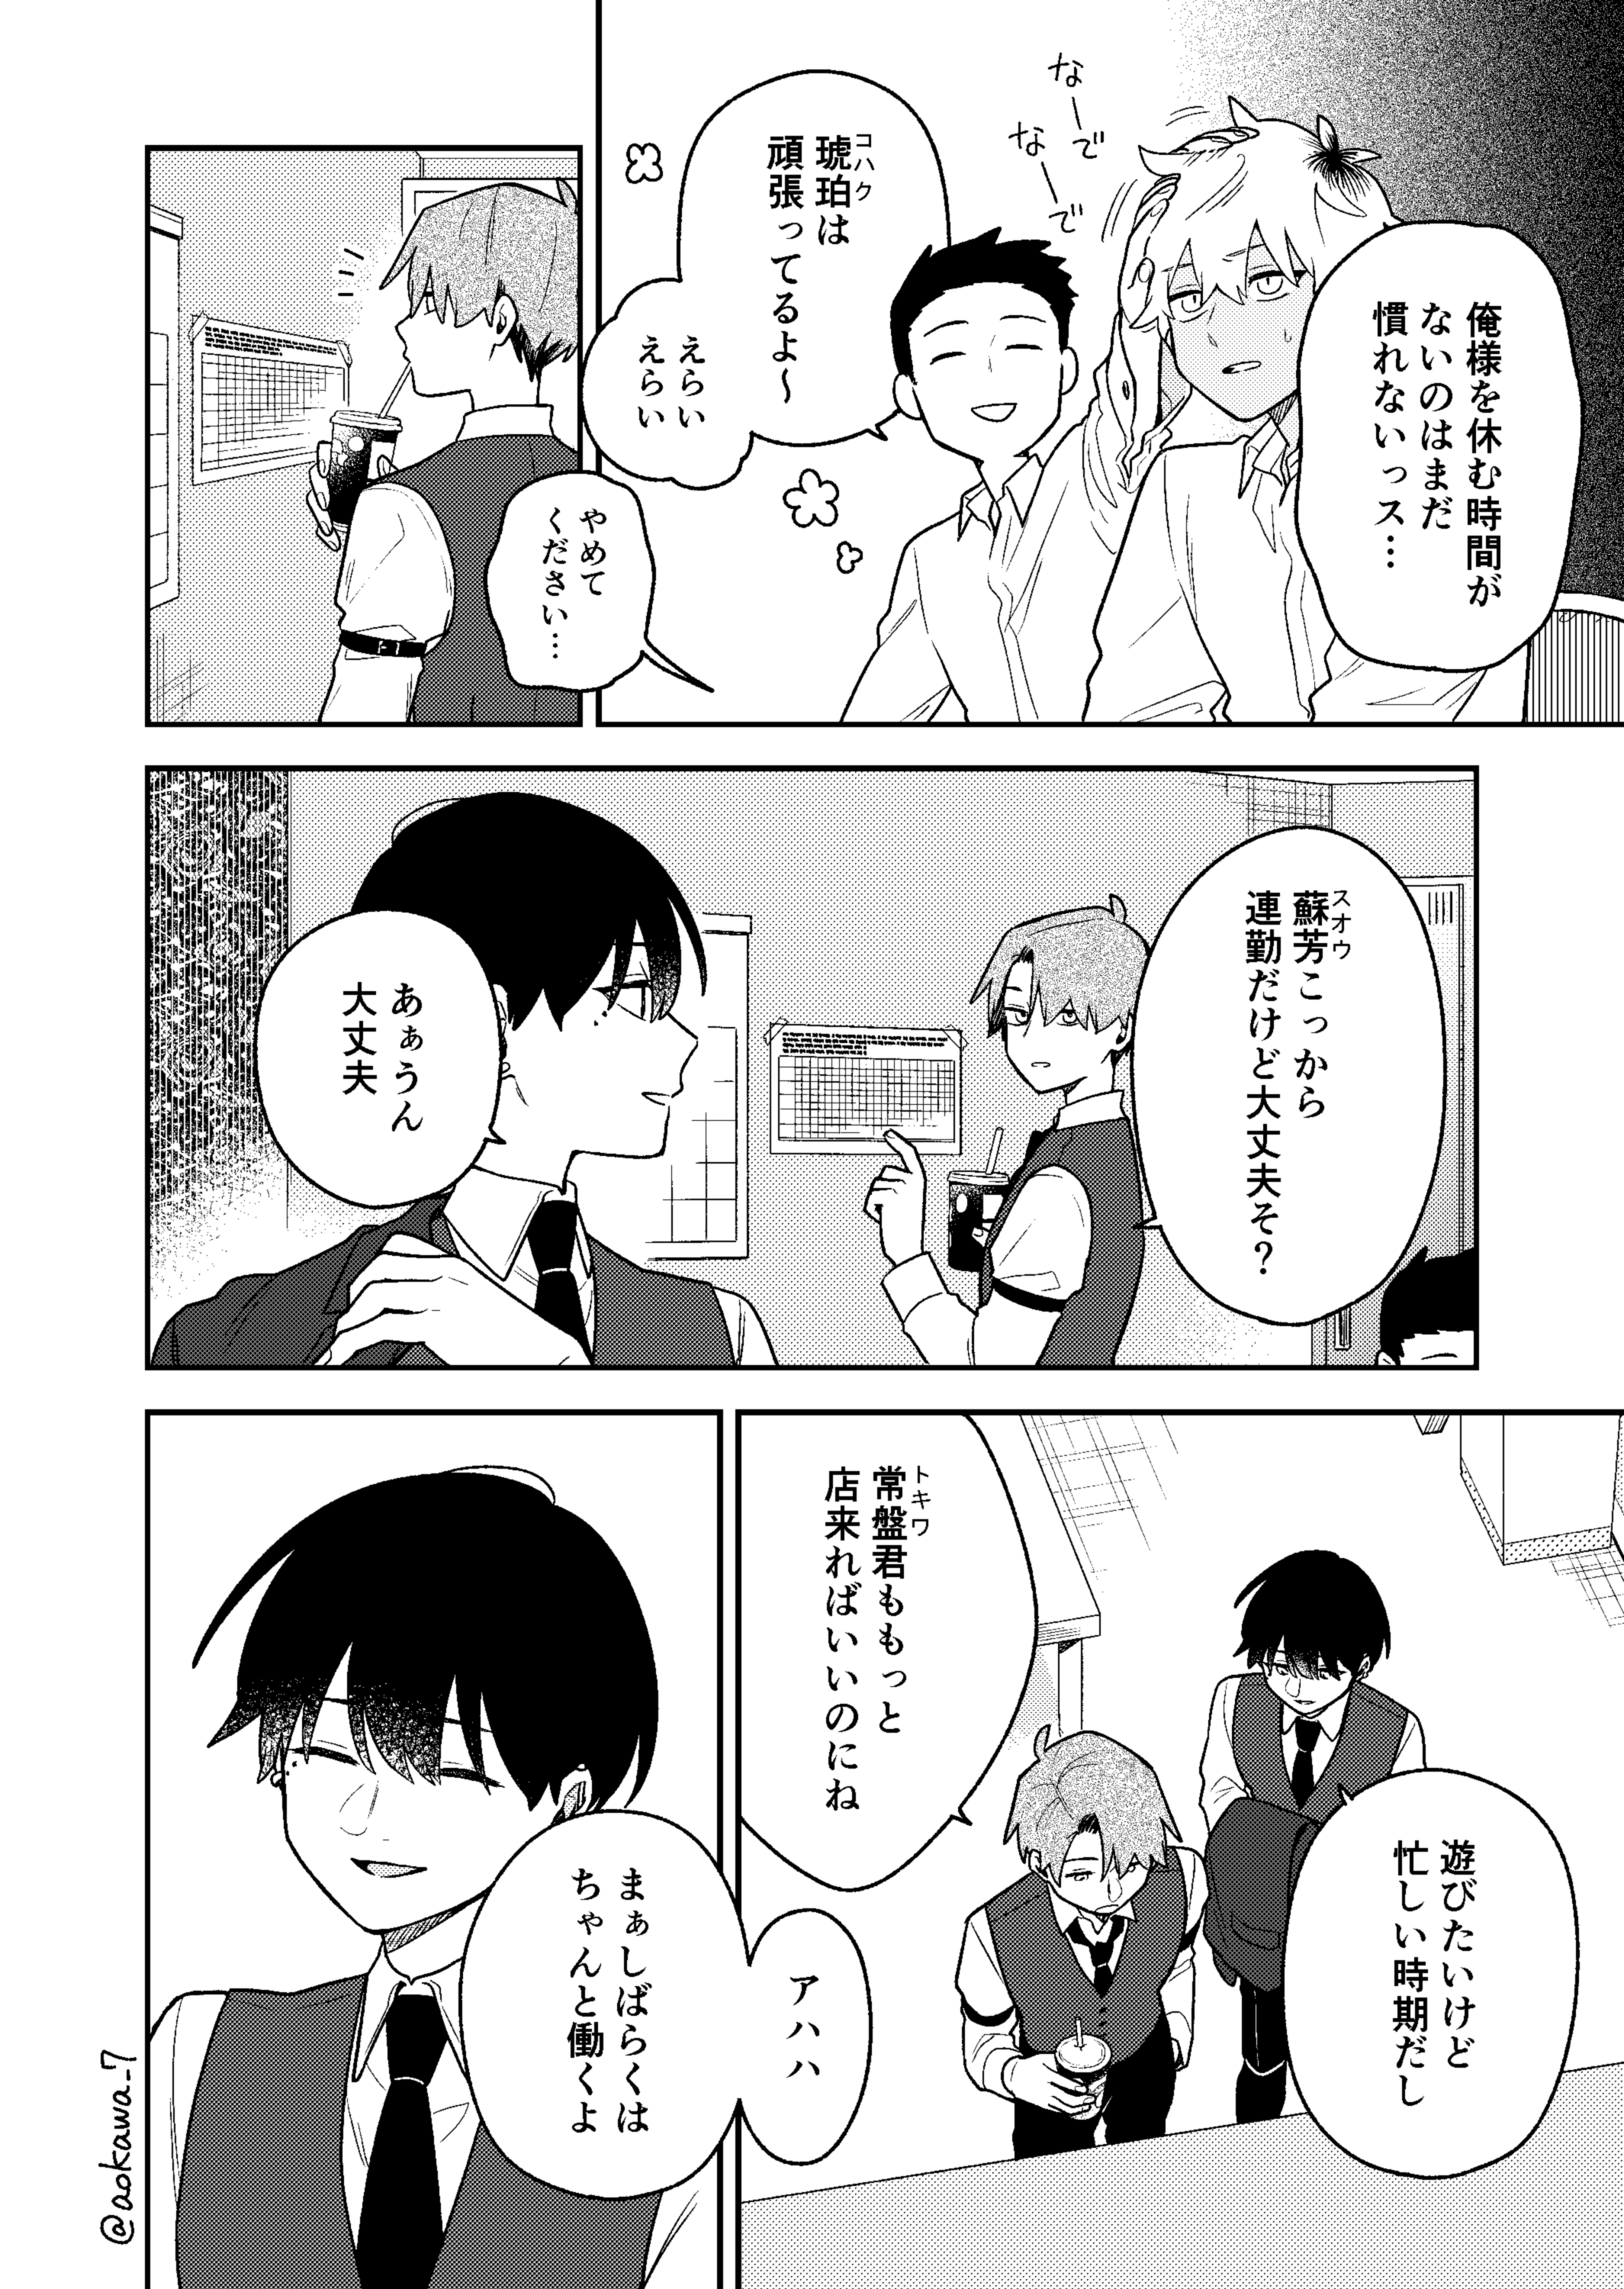 俺様を休む時間が
ないのはまだ
慣れないっス…
なーで
なーで
琥珀は
コハク
頑張ってるよ～
えらい
えらい
やめて
ください…
蘇芳こっから
スオウ
連勤だけど大丈夫そ？
あぁうん
大丈夫
遊びたいけど
忙しい時期だし
常盤君ももっと
トキワ
店来ればいいのにね
アハハ
まぁしばらくは
ちゃんと働くよ
@aokawa_7